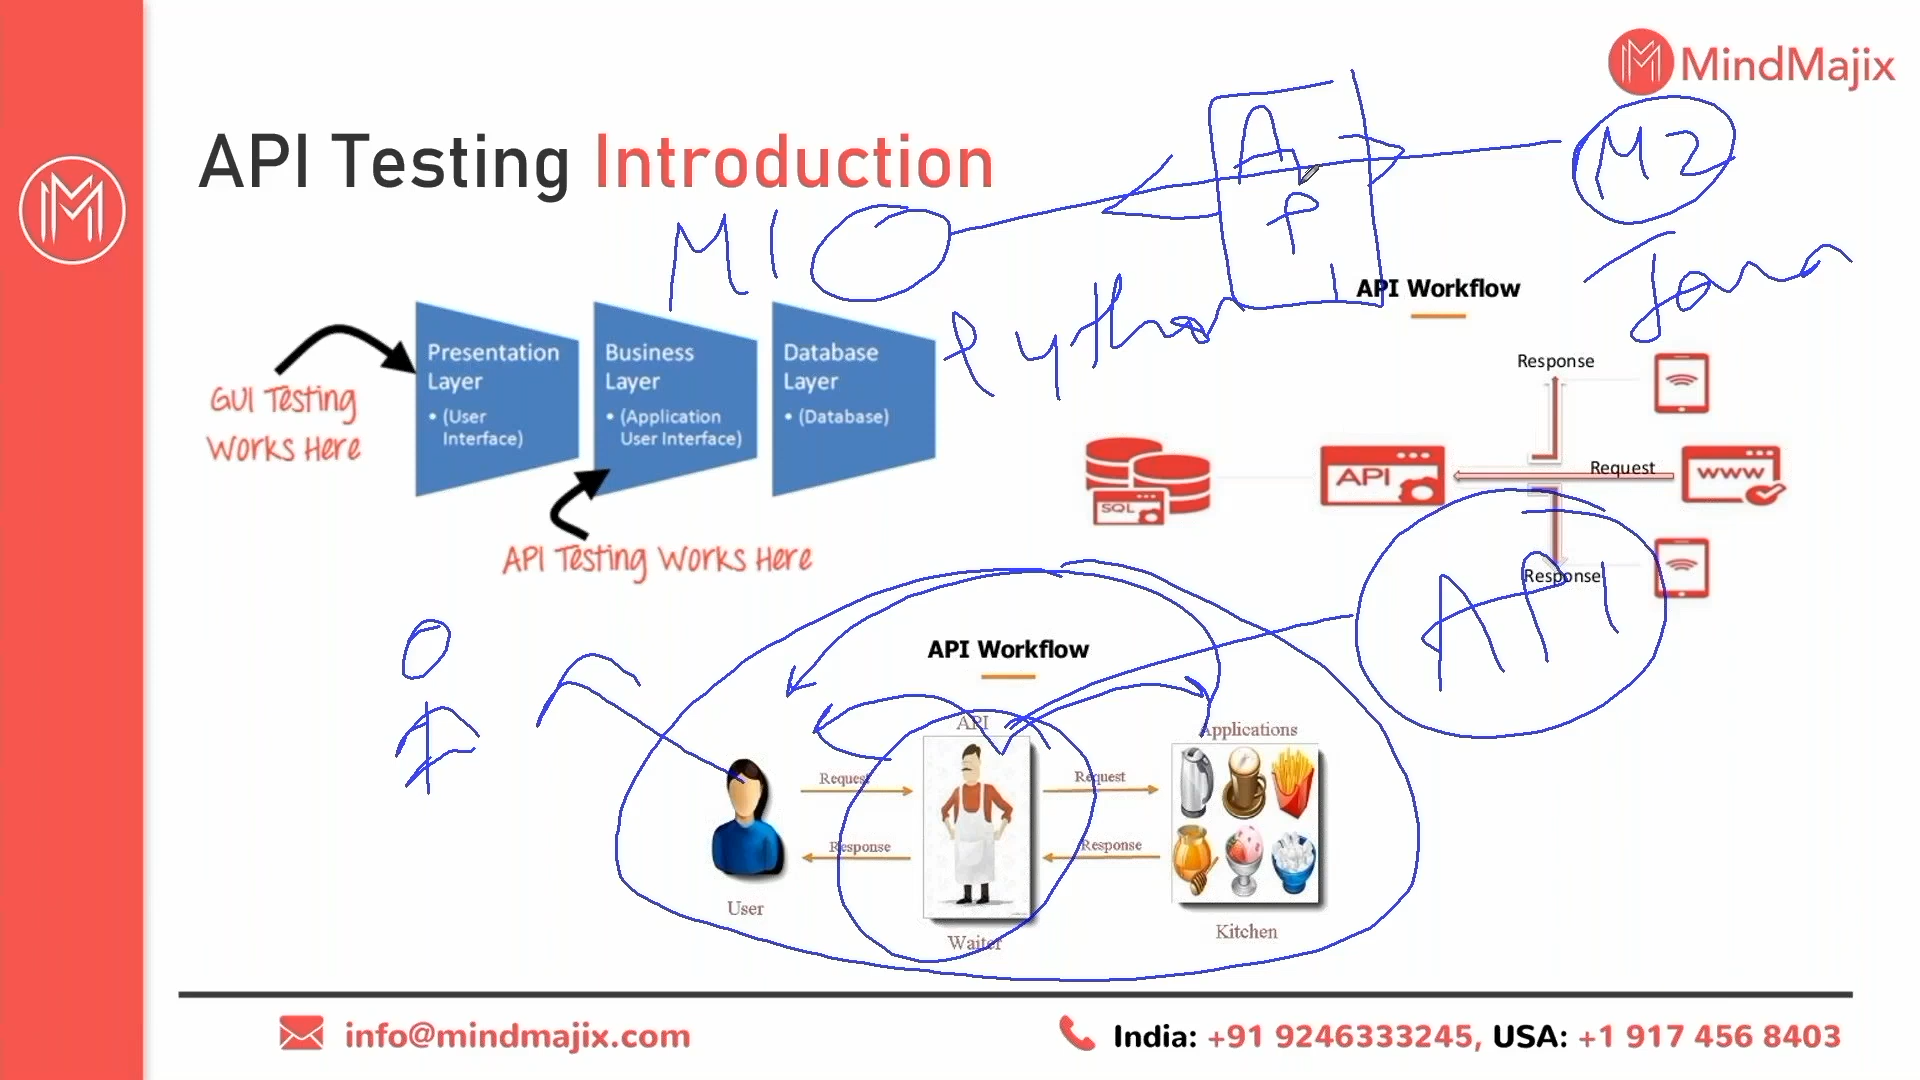 MindMajix
API Testing Introduction
A
P
I
M2
M1
Python
Java
API Workflow
Presentation
Layer
• (User
Interface)
Business
Layer
• (Application
User Interface)
Database
Layer
• (Database)
GUI Testing
Works Here
API Testing Works Here
Response
SQL
API
Request
www
Response
API
API Workflow
API
Applications
Request
Request
Response
Response
User
Waiter
Kitchen
info@mindmajix.com
India: +91 9246333245, USA: +1 917 456 8403